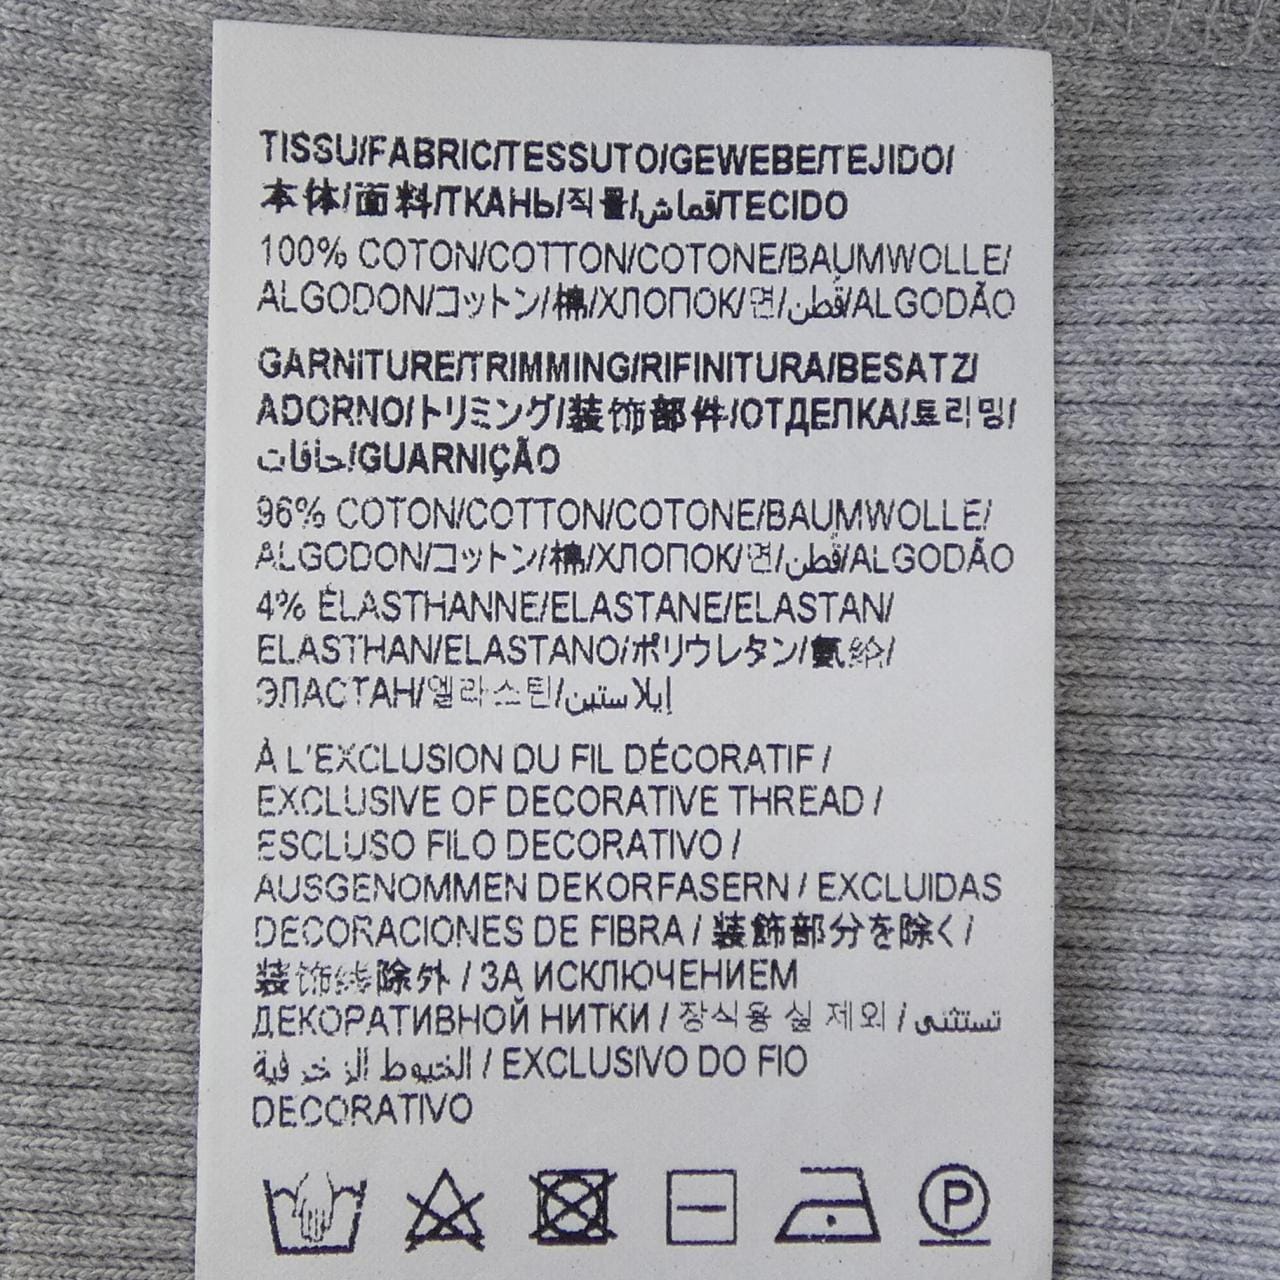 TISSU/FABRIC/TESSUTO/GEWEBE/TEJIDO/
本体/面料/ТКАНЬ/직물/قماش/TECIDO
100% COTON/COTTON/COTONE/BAUMWOLLE/
ALGODON/コットン/棉/ХЛОПОК/면/قطن/ALGODÃO
GARNITURE/TRIMMING/RIFINITURA/BESATZ/
ADORNO/トリミング/装饰部件/ОТДЕЛКА/트리밍/
حافات/GUARNIÇÃO
96% COTON/COTTON/COTONE/BAUMWOLLE/
ALGODON/コットン/棉/ХЛОПОК/면/قطن/ALGODÃO
4% ÉLASTHANNE/ELASTANE/ELASTAN/
ELASTHAN/ELASTANO/ポリウレタン/氨纶/
ЭЛАСТАН/엘라스틴/إيلاستين
À L'EXCLUSION DU FIL DÉCORATIF /
EXCLUSIVE OF DECORATIVE THREAD /
ESCLUSO FILO DECORATIVO /
AUSGENOMMEN DEKORFASERN / EXCLUIDAS
DECORACIONES DE FIBRA / 装飾部分を除く /
装饰线除外 / ЗА ИСКЛЮЧЕНИЕМ
ДЕКОРАТИВНОЙ НИТКИ / 장식용 실 제외 / تستثنى
الخيوط الزخرفية / EXCLUSIVO DO FIO
DECORATIVO
P